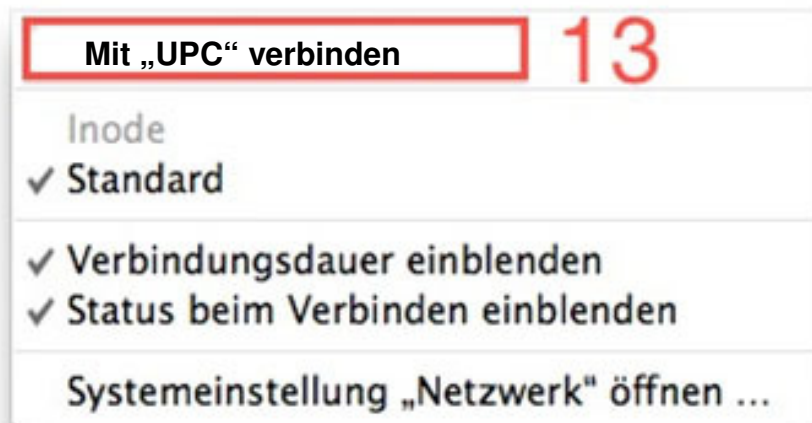 Mit „UPC“ verbinden 13
Inode
✓ Standard
✓ Verbindungsdauer einblenden
✓ Status beim Verbinden einblenden
Systemeinstellung „Netzwerk“ öffnen ...